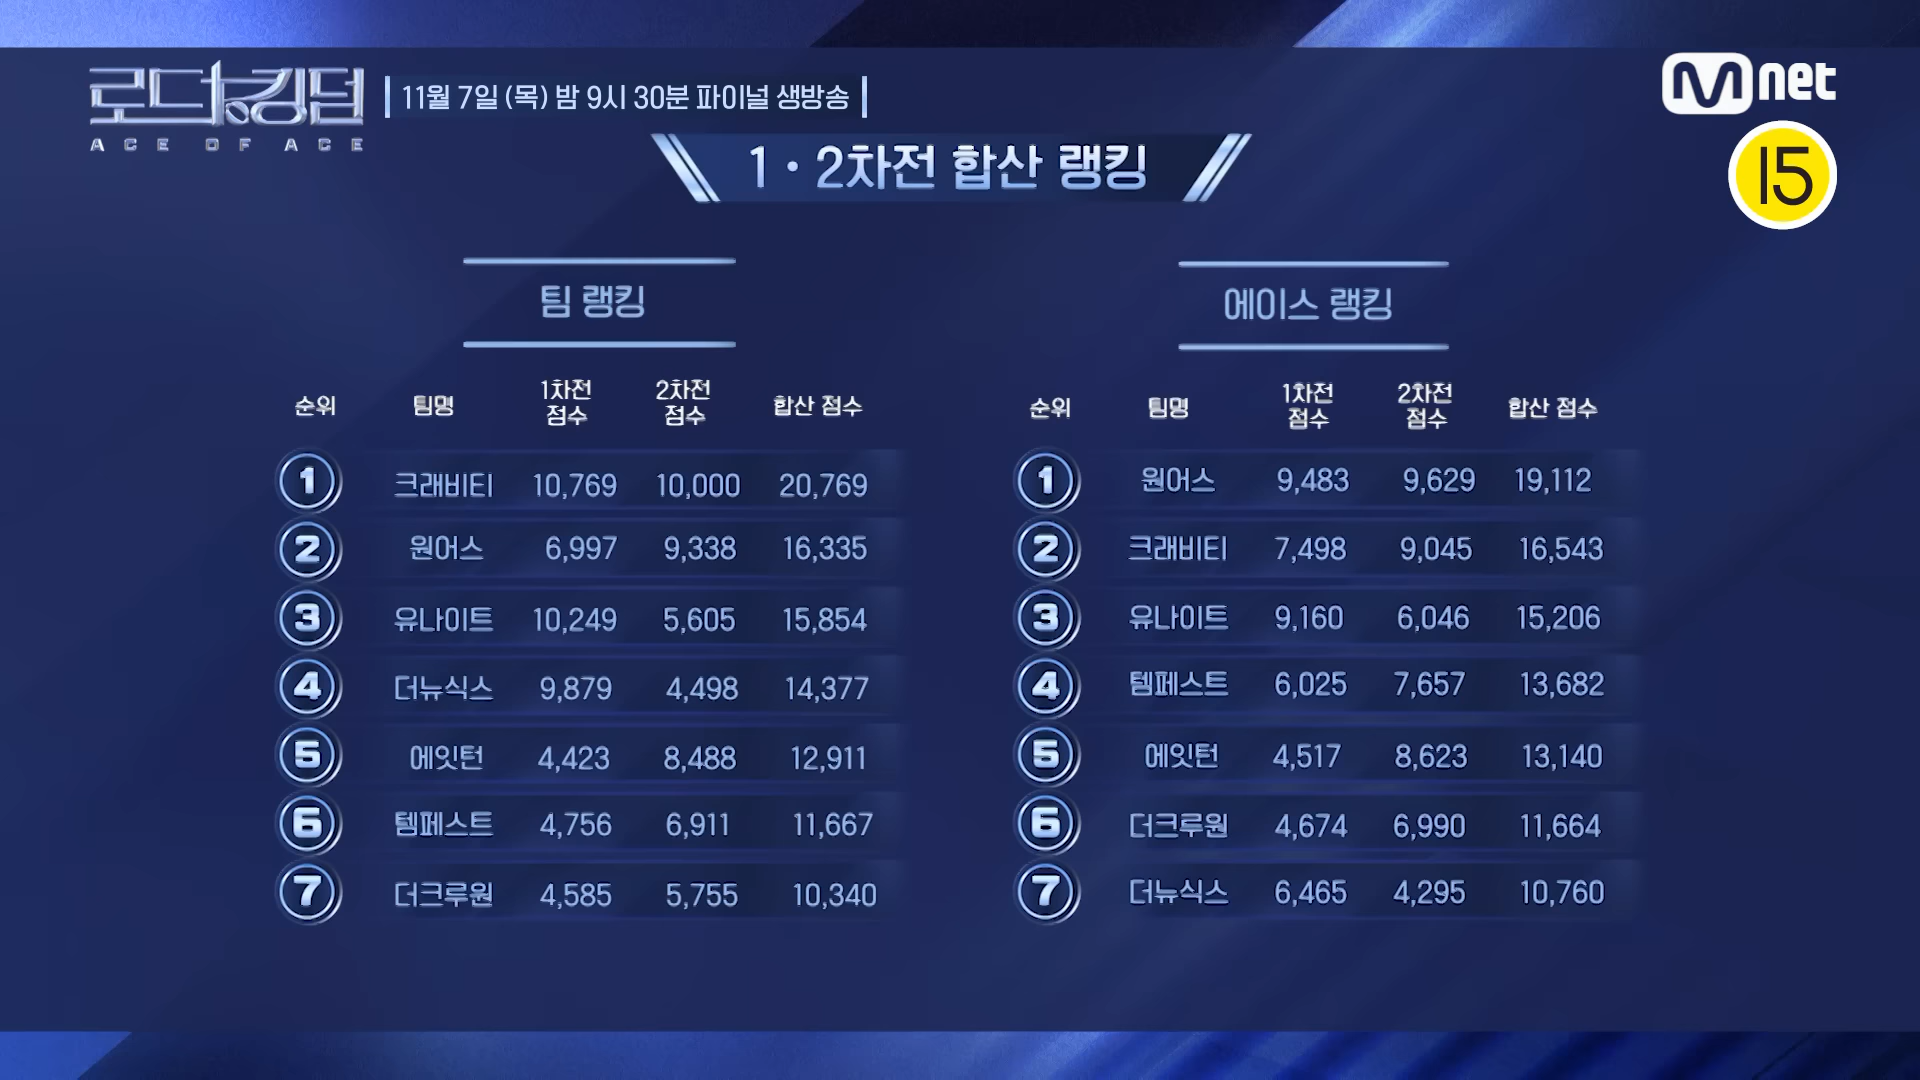 로드 투 킹덤
ACE OF ACE
11월 7일 (목) 밤 9시 30분 파이널 생방송
Mnet
15
1 · 2차전 합산 랭킹
팀 랭킹
순위 팀명 1차전 점수 2차전 점수 합산 점수
1 크래비티 10,769 10,000 20,769
2 원어스 6,997 9,338 16,335
3 유나이트 10,249 5,605 15,854
4 더뉴식스 9,879 4,498 14,377
5 에잇턴 4,423 8,488 12,911
6 템페스트 4,756 6,911 11,667
7 더크루원 4,585 5,755 10,340
에이스 랭킹
순위 팀명 1차전 점수 2차전 점수 합산 점수
1 원어스 9,483 9,629 19,112
2 크래비티 7,498 9,045 16,543
3 유나이트 9,160 6,046 15,206
4 템페스트 6,025 7,657 13,682
5 에잇턴 4,517 8,623 13,140
6 더크루원 4,674 6,990 11,664
7 더뉴식스 6,465 4,295 10,760